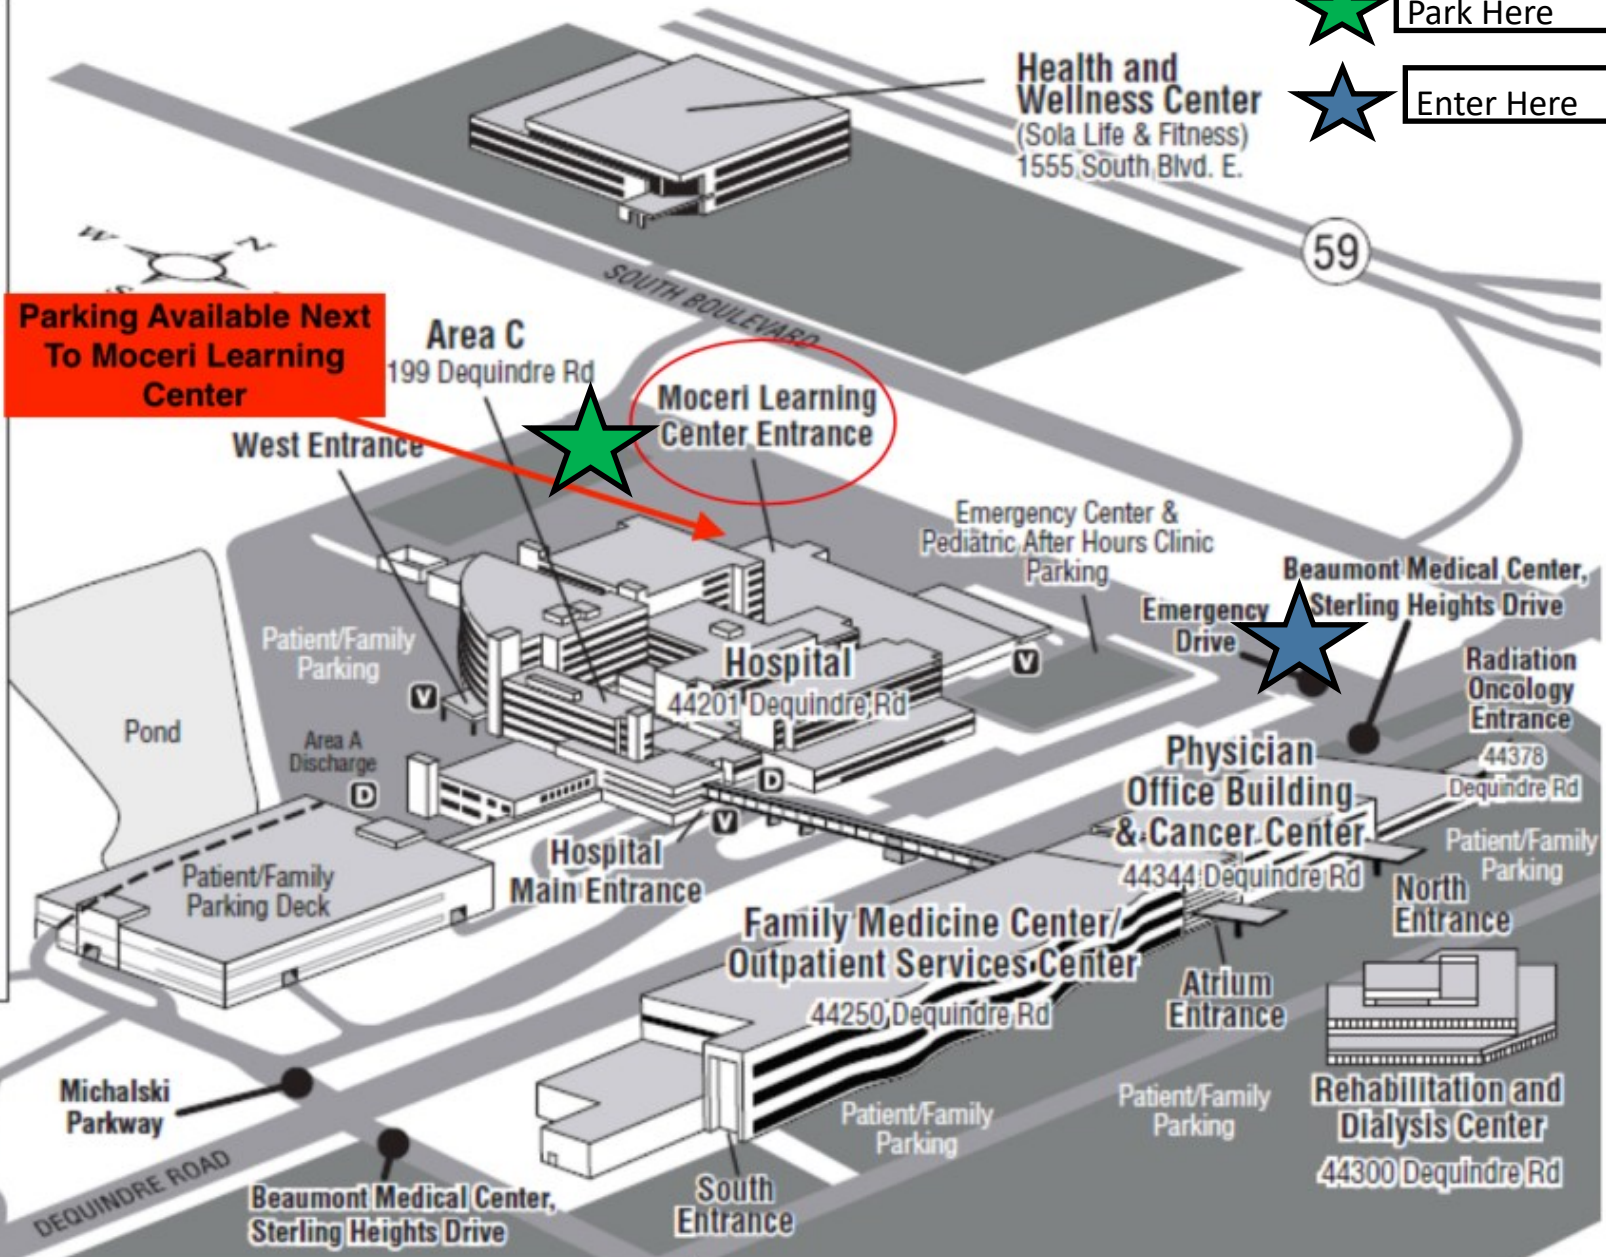 Park Here
Enter Here
Health and
Wellness Center
(Sola Life & Fitness)
1555 South Blvd. E.
59
W
N
S
SOUTH BOULEVARD
Parking Available Next
To Moceri Learning
Center
Area C
199 Dequindre Rd
Moceri Learning
Center Entrance
West Entrance
Emergency Center &
Pediatric After Hours Clinic
Parking
Beaumont Medical Center,
Sterling Heights Drive
Emergency
Drive
Radiation
Oncology
Entrance
44378
Dequindre Rd
Patient/Family
Parking
V
Hospital
44201 Dequindre Rd
V
Pond
Area A
Discharge
D
D
V
Physician
Office Building
& Cancer Center
44344 Dequindre Rd
Patient/Family
Parking
North
Entrance
Hospital
Main Entrance
Patient/Family
Parking Deck
Family Medicine Center/
Outpatient Services Center
44250 Dequindre Rd
Atrium
Entrance
Michalski
Parkway
Patient/Family
Parking
Patient/Family
Parking
Rehabilitation and
Dialysis Center
44300 Dequindre Rd
DEQUINDRE ROAD
Beaumont Medical Center,
Sterling Heights Drive
South
Entrance